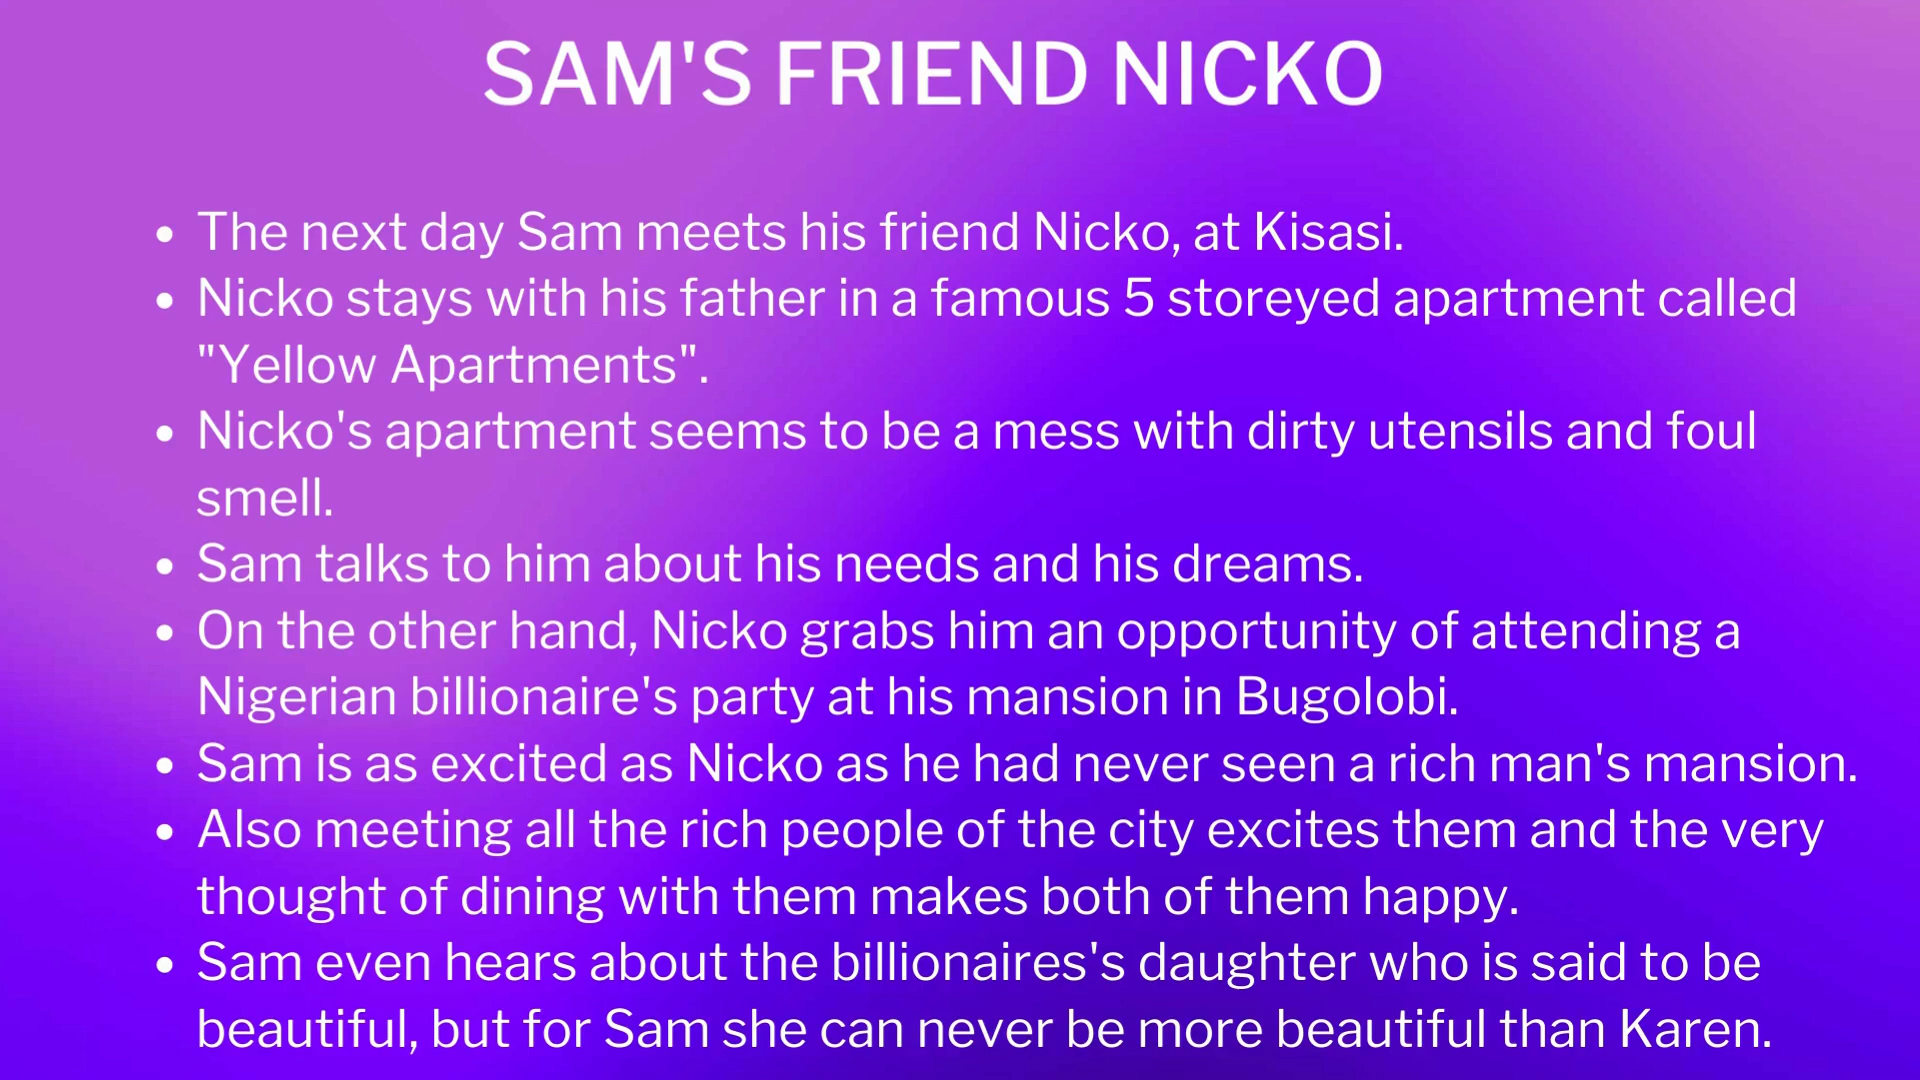 SAM'S FRIEND NICKO
• The next day Sam meets his friend Nicko, at Kisasi.
• Nicko stays with his father in a famous 5 storeyed apartment called
"Yellow Apartments".
• Nicko's apartment seems to be a mess with dirty utensils and foul
smell.
• Sam talks to him about his needs and his dreams.
• On the other hand, Nicko grabs him an opportunity of attending a
Nigerian billionaire's party at his mansion in Bugolobi.
• Sam is as excited as Nicko as he had never seen a rich man's mansion.
• Also meeting all the rich people of the city excites them and the very
thought of dining with them makes both of them happy.
• Sam even hears about the billionaires's daughter who is said to be
beautiful, but for Sam she can never be more beautiful than Karen.